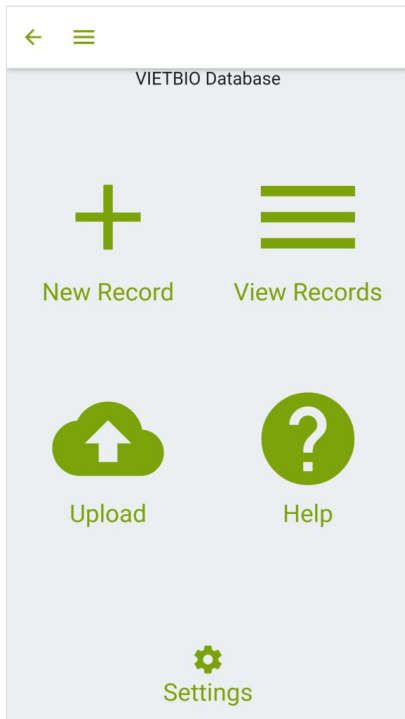 VIETBIO Database
New Record
View Records
Upload
Help
Settings